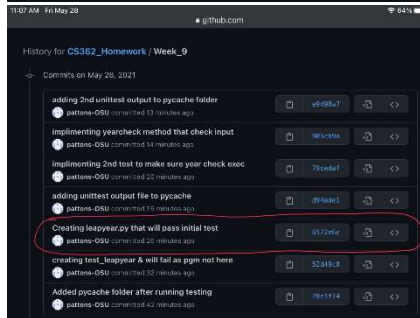 11:07 AM Fri May 28
64%
github.com
History for CS362_Homework / Week_9
Commits on May 28, 2021
adding 2nd unittest output to pycache folder
pattons-OSU committed 13 minutes ago
implimenting yearcheck method that check input
pattons-OSU committed 14 minutes ago
implimenting 2nd test to make sure year check exec
pattons-OSU committed 20 minutes ago
adding unittest output file to pycache
pattons-OSU committed 25 minutes ago
Creating leapyear.py that will pass initial test
pattons-OSU committed 28 minutes ago
creating test_leapyear & will fail as pgm not here
pattons-OSU committed 32 minutes ago
52d49c8
Added pycache folder after running testing
pattons-OSU committed 42 minutes ago